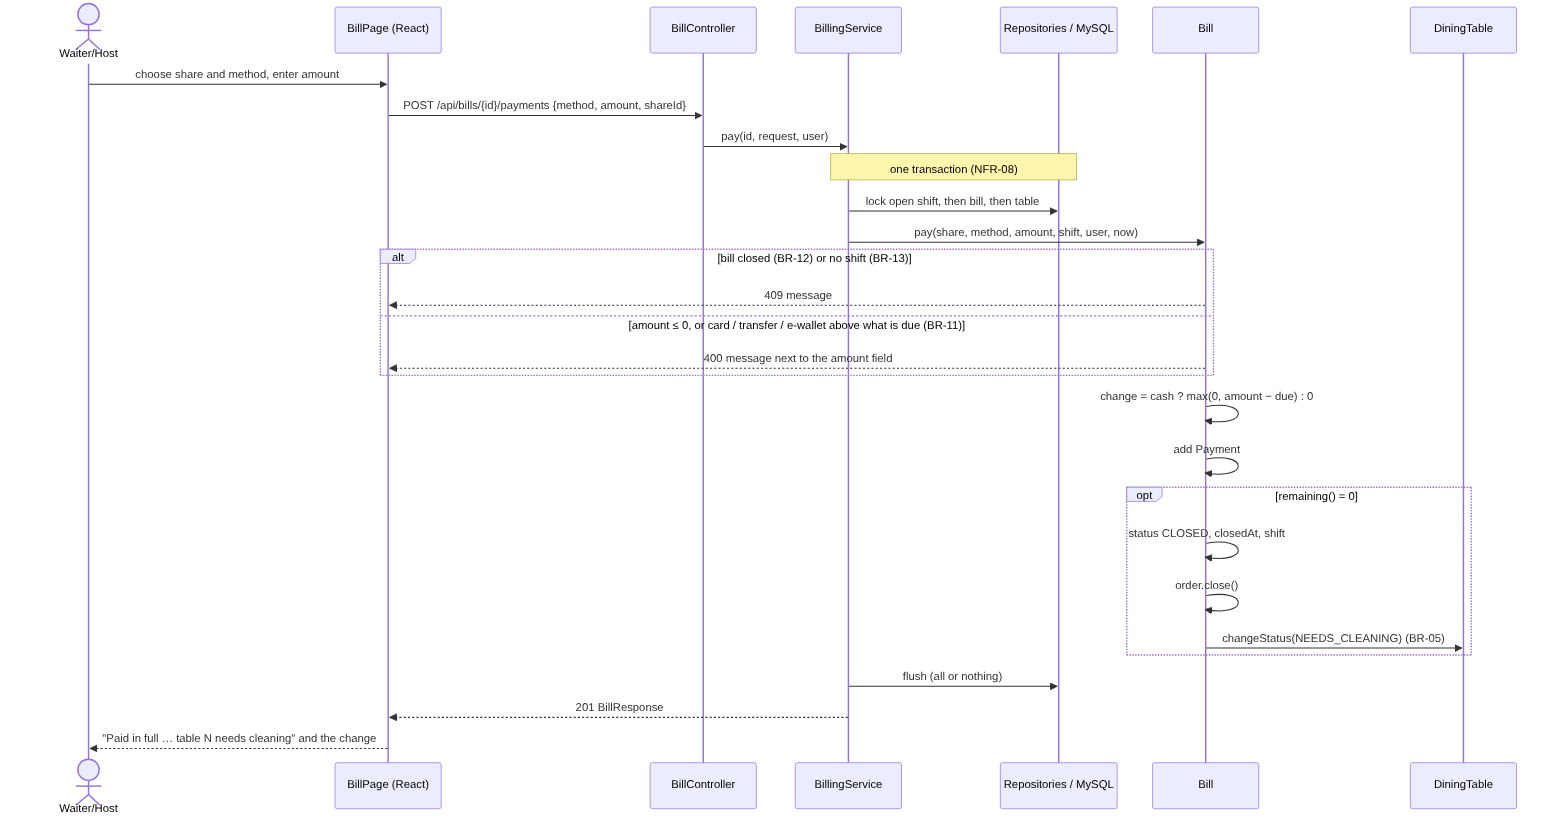 Waiter/Host
BillPage (React)
BillController
BillingService
Repositories / MySQL
Bill
DiningTable
choose share and method, enter amount
POST /api/bills/{id}/payments {method, amount, shareId}
pay(id, request, user)
one transaction (NFR-08)
lock open shift, then bill, then table
pay(share, method, amount, shift, user, now)
alt
[bill closed (BR-12) or no shift (BR-13)]
409 message
[amount ≤ 0, or card / transfer / e-wallet above what is due (BR-11)]
400 message next to the amount field
change = cash ? max(0, amount − due) : 0
add Payment
opt
[remaining() = 0]
status CLOSED, closedAt, shift
order.close()
changeStatus(NEEDS_CLEANING) (BR-05)
flush (all or nothing)
201 BillResponse
"Paid in full … table N needs cleaning" and the change
Waiter/Host
BillPage (React)
BillController
BillingService
Repositories / MySQL
Bill
DiningTable